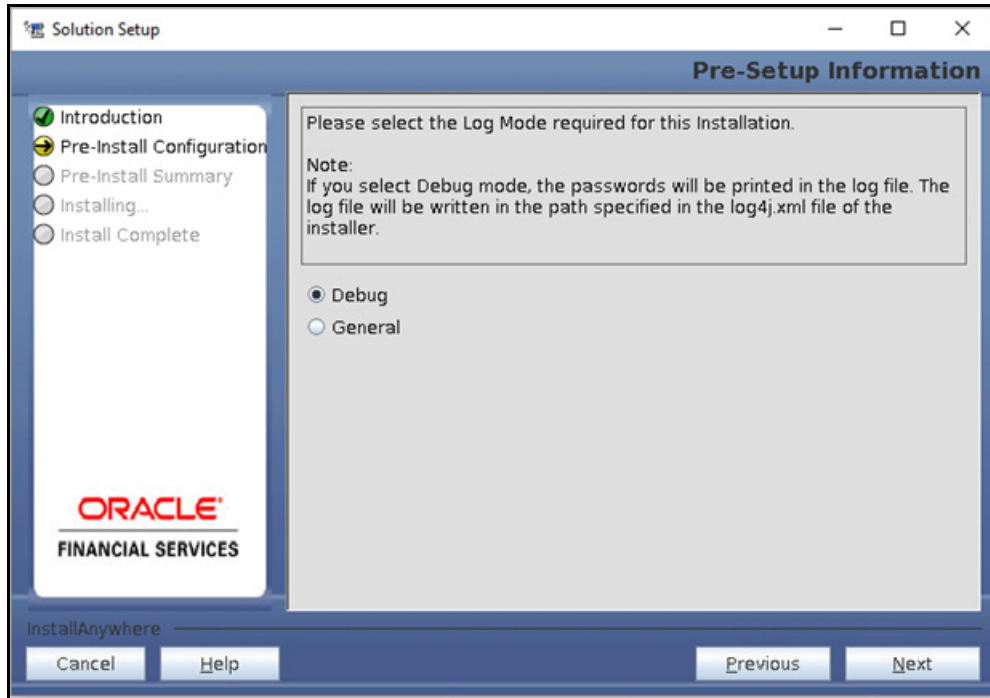 Solution Setup
Pre-Setup Information
Introduction
Pre-Install Configuration
Pre-Install Summary
Installing...
Install Complete
Please select the Log Mode required for this Installation.
Note:
If you select Debug mode, the passwords will be printed in the log file. The
log file will be written in the path specified in the log4j.xml file of the
installer.
Debug
General
ORACLE
FINANCIAL SERVICES
InstallAnywhere
Cancel
Help
Previous
Next